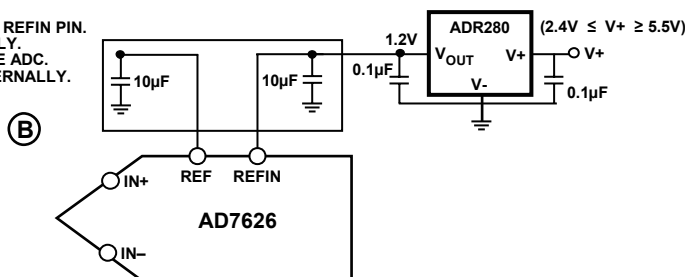 REFIN PIN.
LY.
E ADC.
ERNALLY.
B
10µF
10µF
1.2V
0.1µF
ADR280
VOUT
V+
V-
(2.4V ≤ V+ ≥ 5.5V)
V+
0.1µF
REF
REFIN
IN+
AD7626
IN–